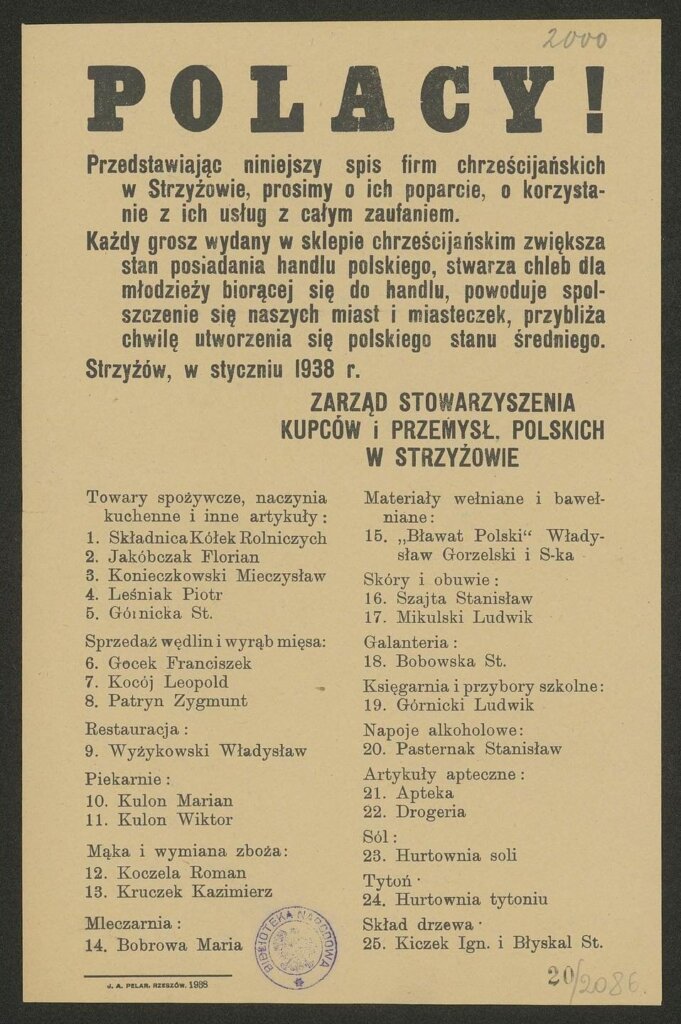 2000
POLACY!
Przedstawiając niniejszy spis firm chrześcijańskich
w Strzyżowie, prosimy o ich poparcie, o korzysta-
nie z ich usług z całym zaufaniem.
Każdy grosz wydany w sklepie chrześcijańskim zwiększa
stan posiadania handlu polskiego, stwarza chleb dla
młodzieży biorącej się do handlu, powoduje spol-
szczenie się naszych miast i miasteczek, przybliża
chwilę utworzenia się polskiego stanu średniego.
Strzyżów, w styczniu 1938 r.
ZARZĄD STOWARZYSZENIA
KUPCÓW i PRZEMYSŁ. POLSKICH
W STRZYŻOWIE
Towary spożywcze, naczynia
kuchenne i inne artykuły:
1. Składnica Kółek Rolniczych
2. Jakóbczak Florian
3. Konieczkowski Mieczysław
4. Leśniak Piotr
5. Górnicka St.
Sprzedaż wędlin i wyrąb mięsa:
6. Gocek Franciszek
7. Kocój Leopold
8. Patryn Zygmunt
Restauracja:
9. Wyżykowski Władysław
Piekarnie:
10. Kulon Marian
11. Kulon Wiktor
Mąka i wymiana zboża:
12. Koczela Roman
13. Kruczek Kazimierz
Mleczarnia:
14. Bobrowa Maria
J. A. PELAR, RZESZÓW, 1938
Materiały wełniane i baweł-
niane:
15. „Bławat Polski“ Włady-
sław Gorzelski i S-ka
Skóry i obuwie:
16. Szajta Stanisław
17. Mikulski Ludwik
Galanteria:
18. Bobowska St.
Księgarnia i przybory szkolne:
19. Górnicki Ludwik
Napoje alkoholowe:
20. Pasternak Stanisław
Artykuły apteczne:
21. Apteka
22. Drogeria
Sól:
23. Hurtownia soli
Tytoń
24. Hurtownia tytoniu
Skład drzewa
25. Kiczek Ign. i Błyskal St.
BIBLIOTEKA NARODOWA
20/2086.